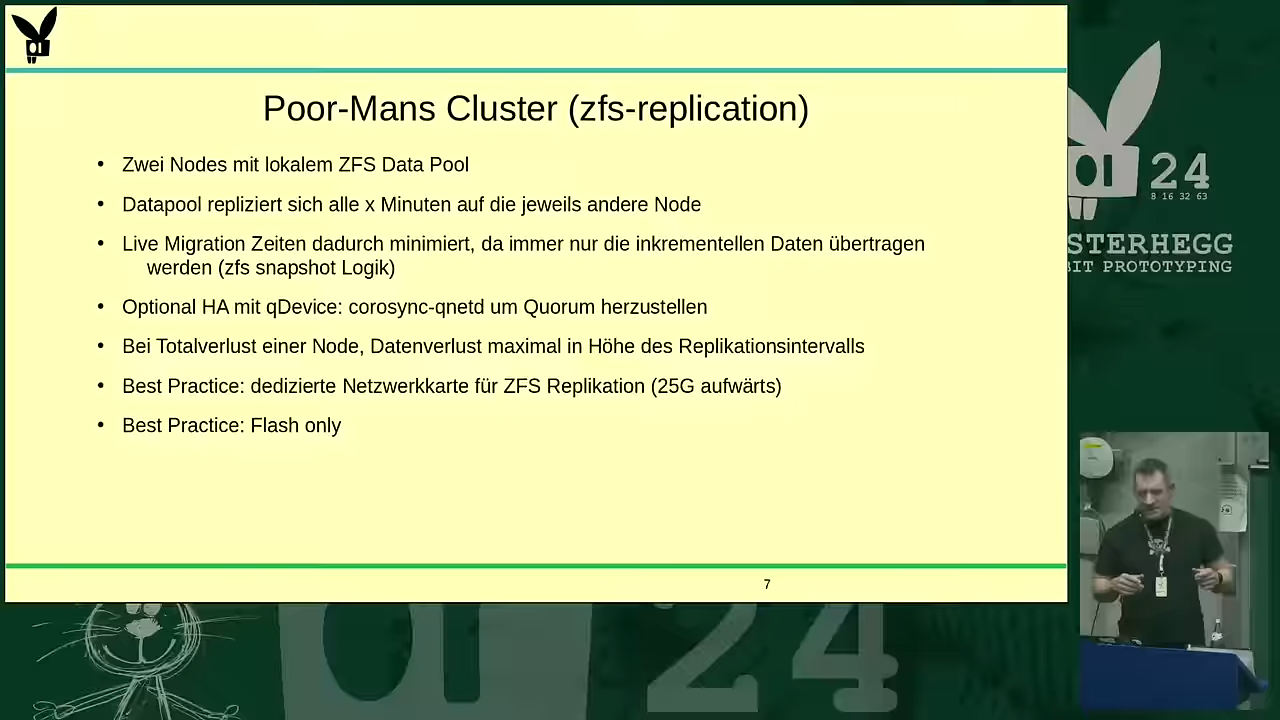 Poor-Mans Cluster (zfs-replication)
• Zwei Nodes mit lokalem ZFS Data Pool
• Datapool repliziert sich alle x Minuten auf die jeweils andere Node
• Live Migration Zeiten dadurch minimiert, da immer nur die inkrementellen Daten übertragen
werden (zfs snapshot Logik)
• Optional HA mit qDevice: corosync-qnetd um Quorum herzustellen
• Bei Totalverlust einer Node, Datenverlust maximal in Höhe des Replikationsintervalls
• Best Practice: dedizierte Netzwerkkarte für ZFS Replikation (25G aufwärts)
• Best Practice: Flash only
7
24
8 16 32 63
STERHEGG
BIT PROTOTYPING
24